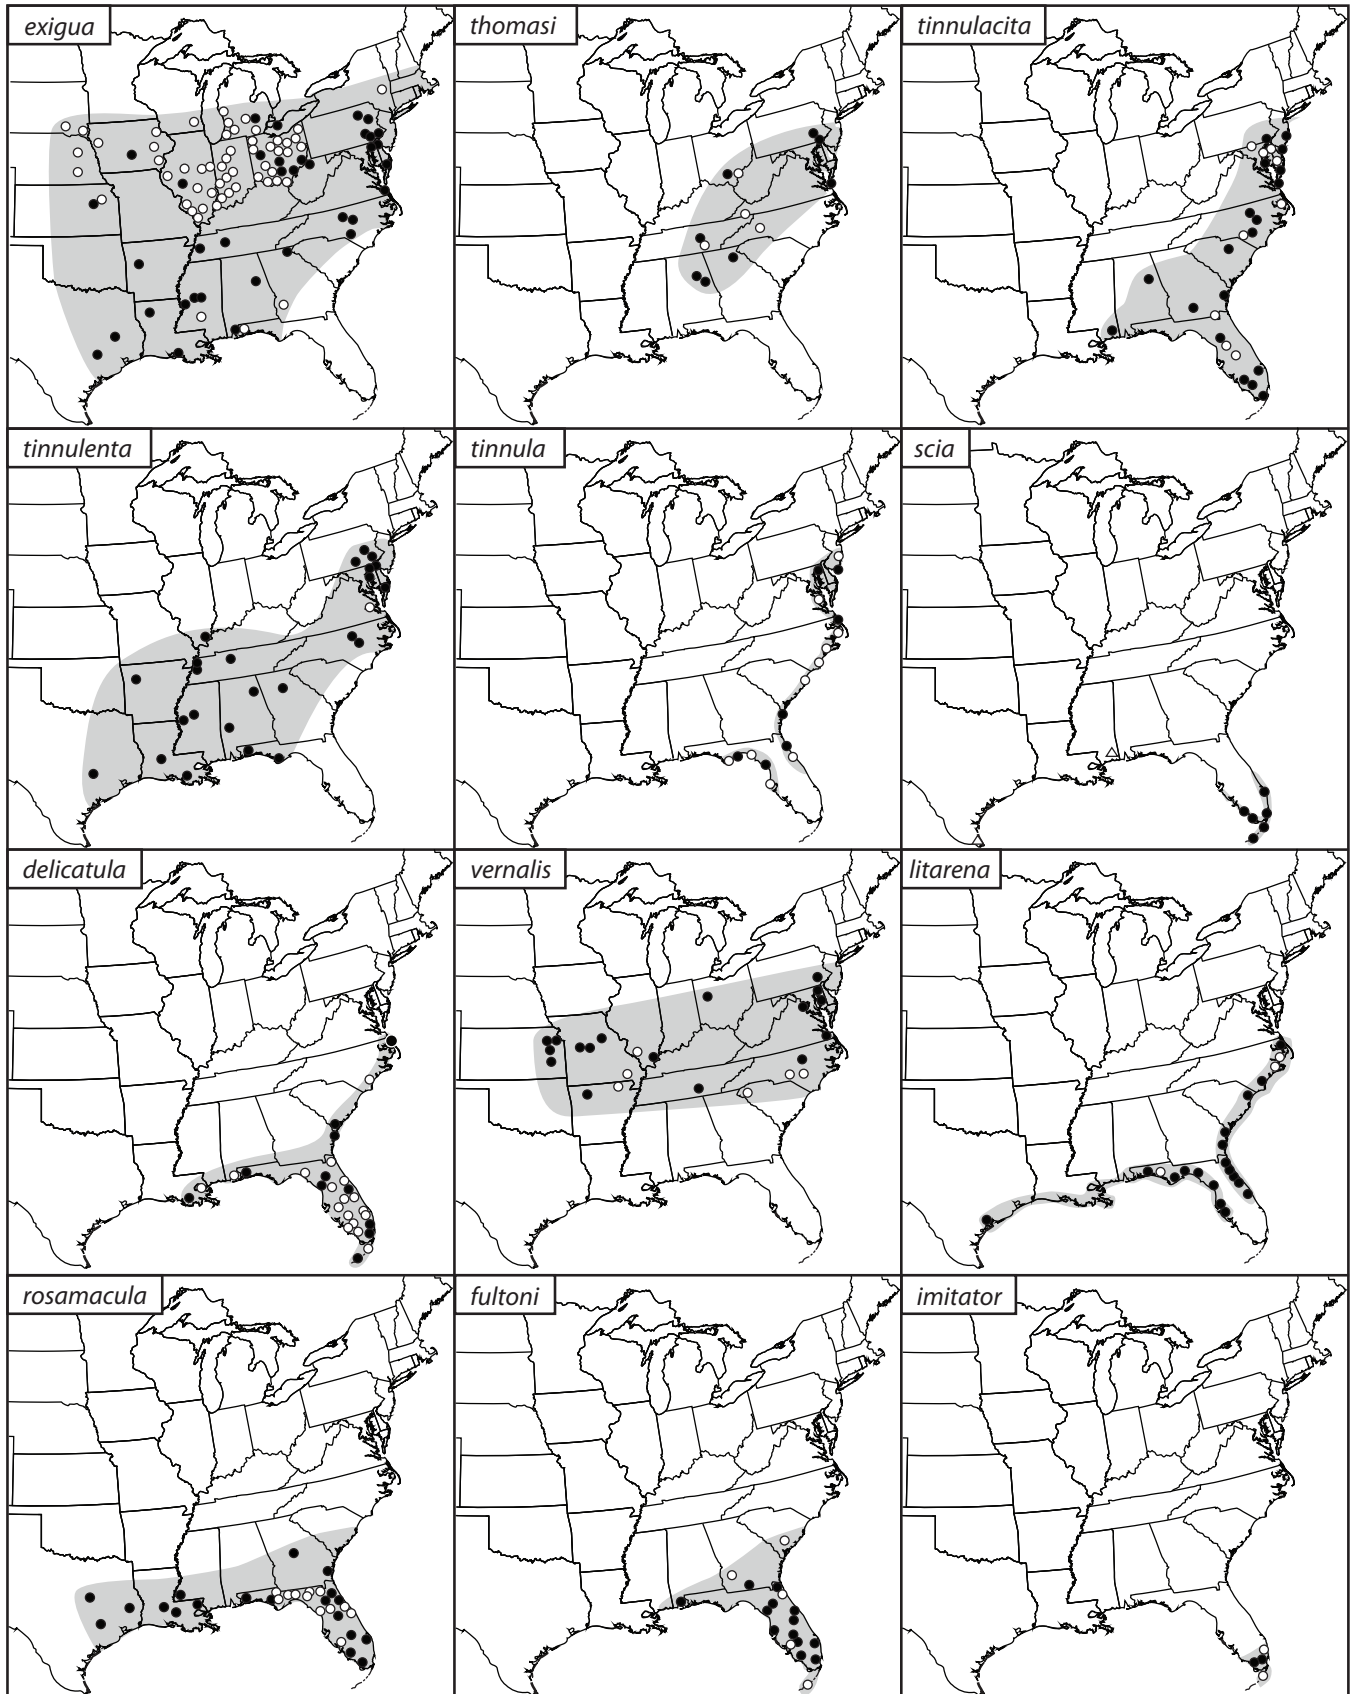 exigua
thomasi
tinnulacita
tinnulenta
tinnula
scia
delicatula
vernalis
litarena
rosamacula
fultoni
imitator